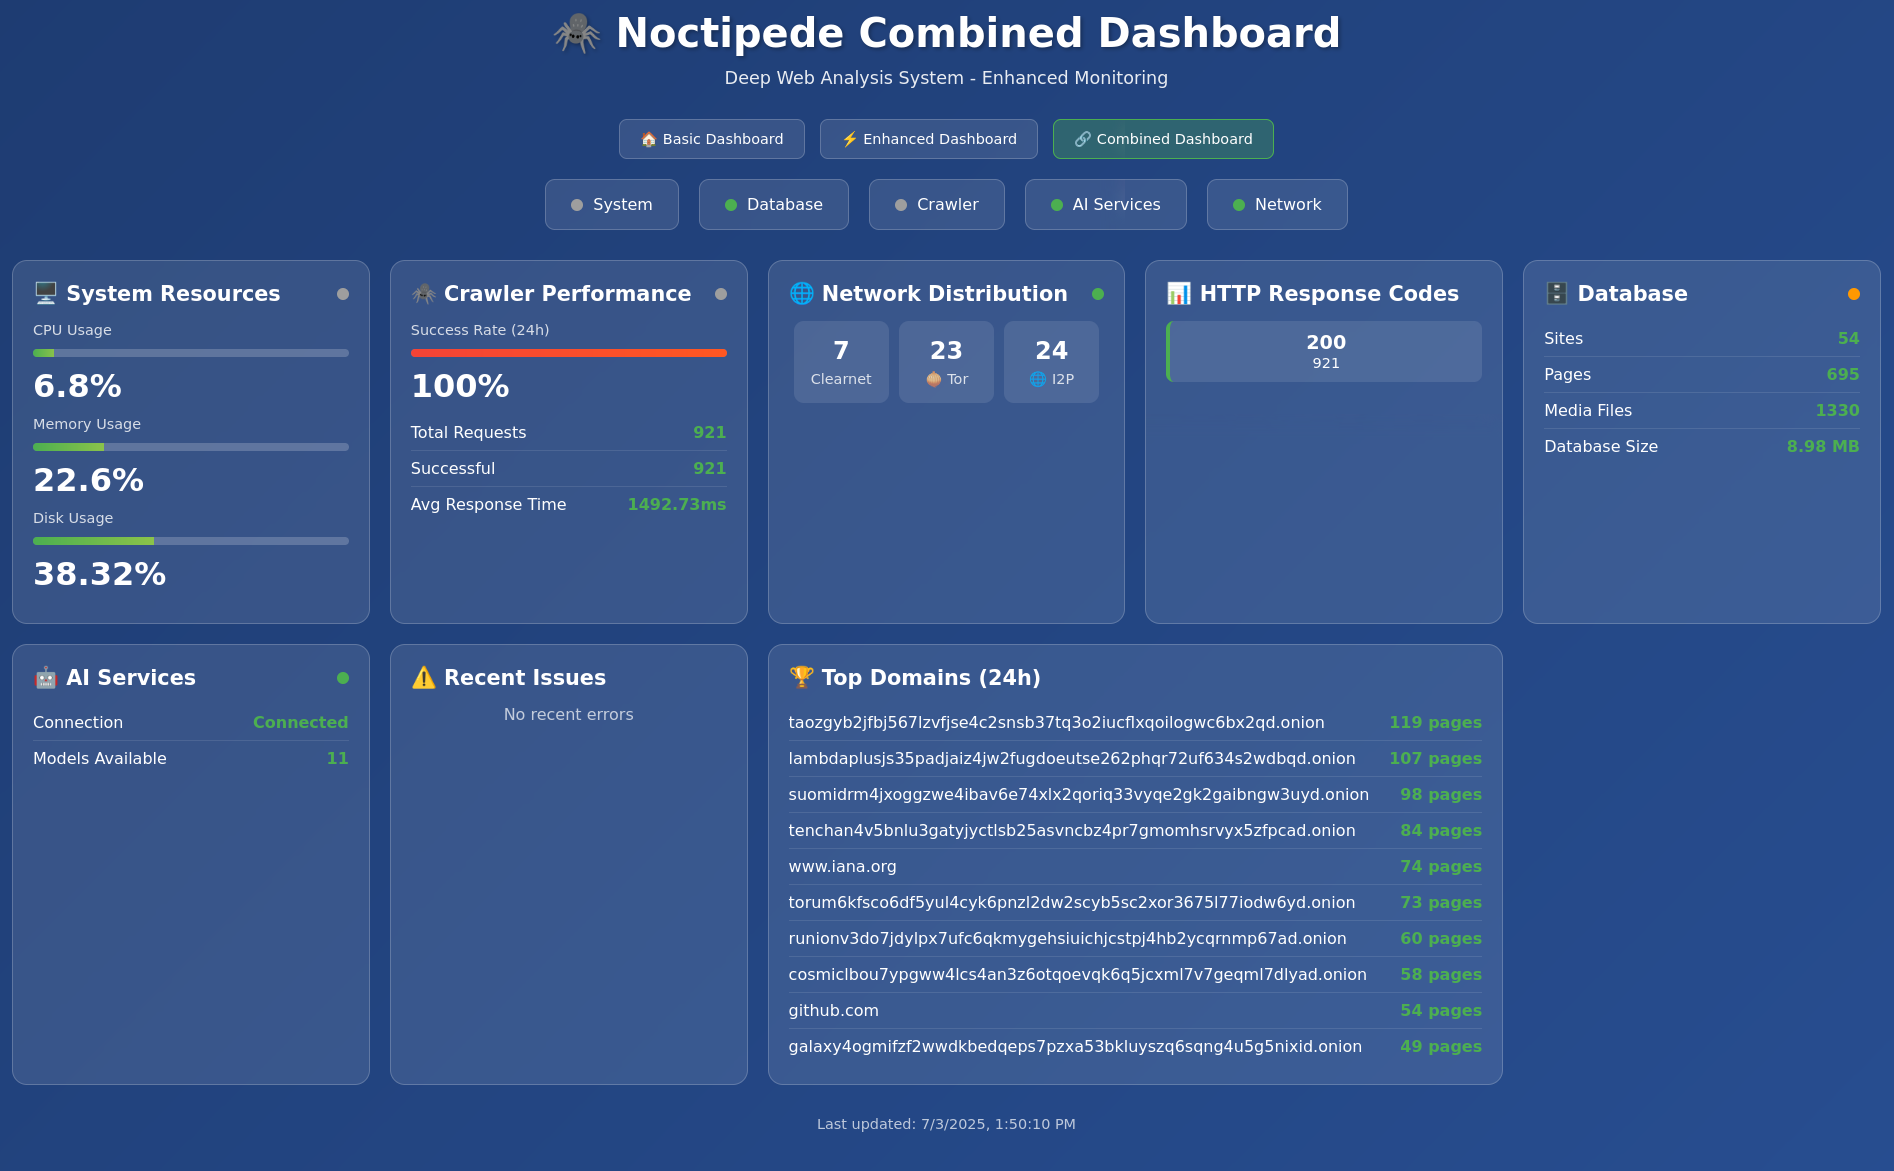 Noctipede Combined Dashboard
Deep Web Analysis System - Enhanced Monitoring
Basic Dashboard
Enhanced Dashboard
Combined Dashboard
System
Database
Crawler
AI Services
Network
System Resources
CPU Usage
6.8%
Memory Usage
22.6%
Disk Usage
38.32%
Crawler Performance
Success Rate (24h)
100%
Total Requests 921
Successful 921
Avg Response Time 1492.73ms
Network Distribution
7
Clearnet
23
Tor
24
I2P
HTTP Response Codes
200
921
Database
Sites 54
Pages 695
Media Files 1330
Database Size 8.98 MB
AI Services
Connection Connected
Models Available 11
Recent Issues
No recent errors
Top Domains (24h)
taozgyb2jfbj567lzvfjse4c2snsb37tq3o2iucflxqoilogwc6bx2qd.onion 119 pages
lambdaplusjs35padjaiz4jw2fugdoeutse262phqr72uf634s2wdbqd.onion 107 pages
suomidrm4jxoggzwe4ibav6e74xlx2qoriq33vyqe2gk2gaibngw3uyd.onion 98 pages
tenchan4v5bnlu3gatyjyctlsb25asvncbz4pr7gmomhsrvyx5zfpcad.onion 84 pages
www.iana.org 74 pages
torum6kfsco6df5yul4cyk6pnzl2dw2scyb5sc2xor3675l77iodw6yd.onion 73 pages
runionv3do7jdylpx7ufc6qkmygehsiuichjcstpj4hb2ycqrnmp67ad.onion 60 pages
cosmiclbou7ypgww4lcs4an3z6otqoevqk6q5jcxml7v7geqml7dlyad.onion 58 pages
github.com 54 pages
galaxy4ogmifzf2wwdkbedqeps7pzxa53bkluyszq6sqng4u5g5nixid.onion 49 pages
Last updated: 7/3/2025, 1:50:10 PM